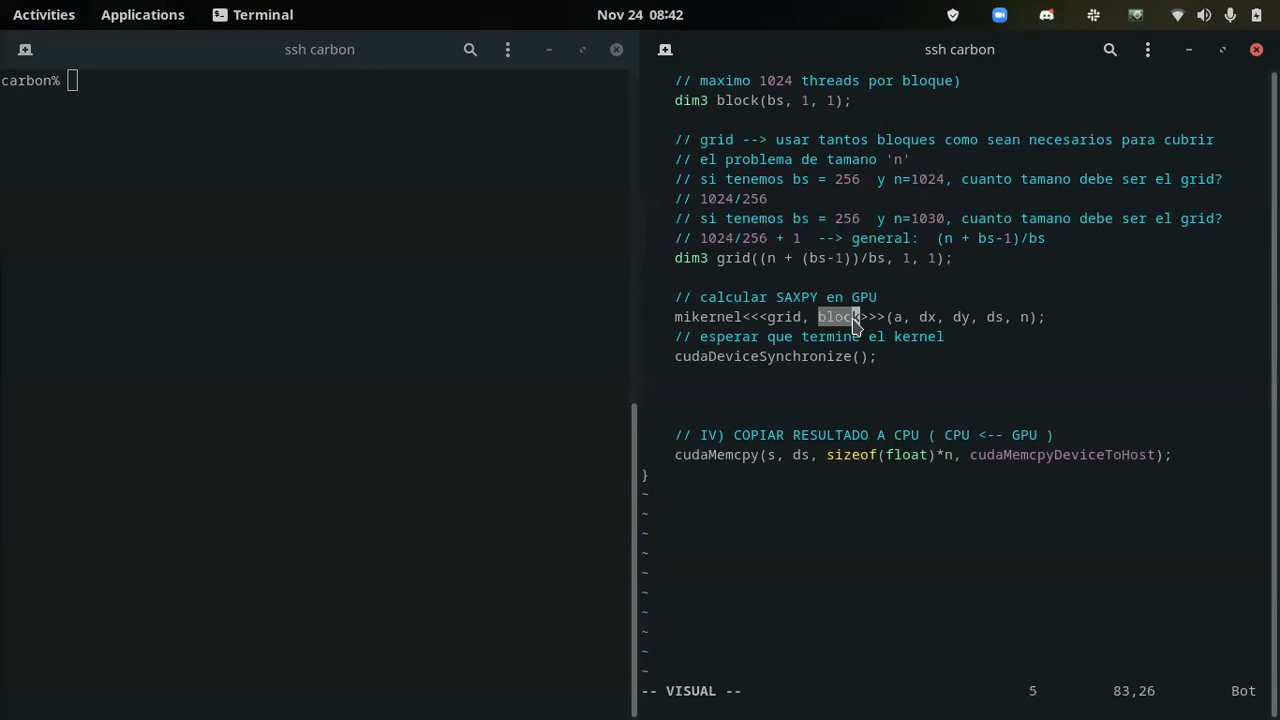 Activities Applications Terminal Nov 24 08:42
ssh carbon
carbon%
ssh carbon
// maximo 1024 threads por bloque)
dim3 block(bs, 1, 1);
// grid --> usar tantos bloques como sean necesarios para cubrir
// el problema de tamano 'n'
// si tenemos bs = 256 y n=1024, cuanto tamano debe ser el grid?
// 1024/256
// si tenemos bs = 256 y n=1030, cuanto tamano debe ser el grid?
// 1024/256 + 1 --> general: (n + bs-1)/bs
dim3 grid((n + (bs-1))/bs, 1, 1);
// calcular SAXPY en GPU
mikernel<<<grid, block>>>(a, dx, dy, ds, n);
// esperar que termine el kernel
cudaDeviceSynchronize();
// IV) COPIAR RESULTADO A CPU ( CPU <-- GPU )
cudaMemcpy(s, ds, sizeof(float)*n, cudaMemcpyDeviceToHost);
}
~
~
~
~
~
~
~
~
~
~
-- VISUAL -- 5 83,26 Bot